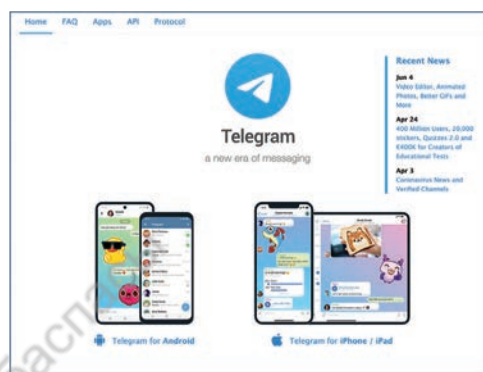 Home FAQ Apps API Protocol
Telegram
a new era of messaging
Recent News
Jun 4
Video Editor, Animated
Photos, Better GIFs and
More
Apr 24
400 Million Users, 20,000
stickers, Quizzes 2.0 and
€400K for Creators of
Educational Tests
Apr 3
Coronavirus News and
Verified Channels
Telegram for Android
Telegram for iPhone / iPad